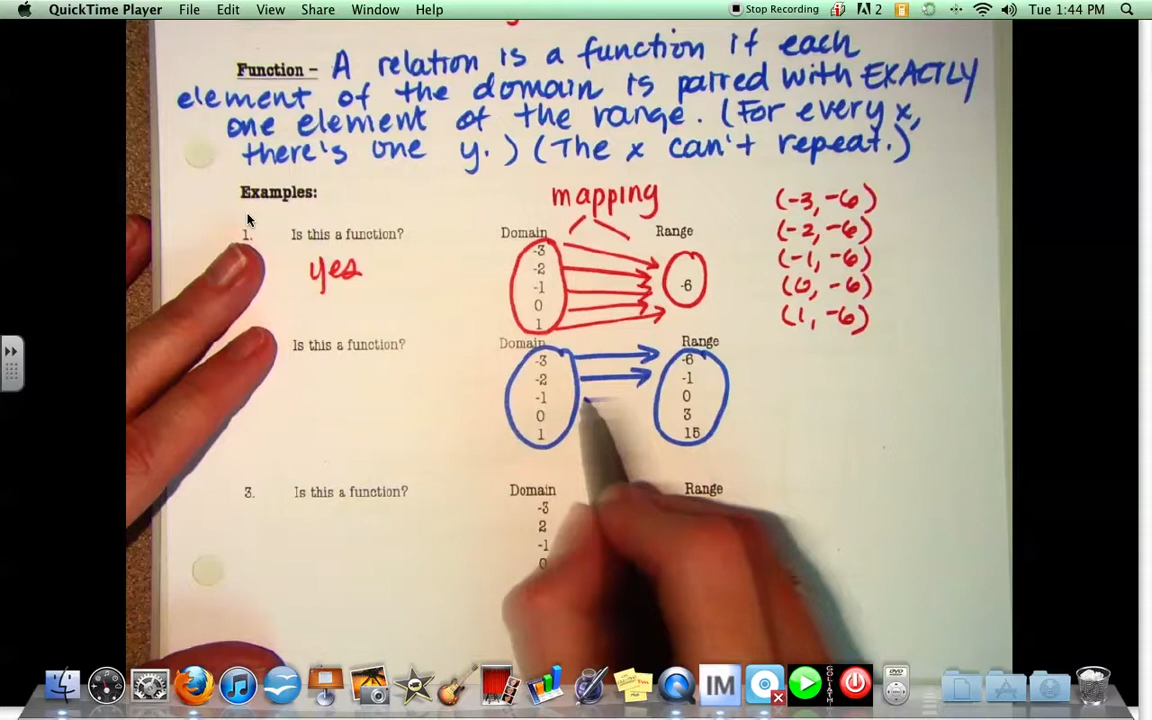 QuickTime Player File Edit View Share Window Help Stop Recording 2 Tue 1:44 PM
Function - A relation is a function if each
element of the domain is paired with EXACTLY
one element of the range. (For every x,
there's one y.) (The x can't repeat.)
Examples:
mapping
1. Is this a function?
yes
Domain Range
-3
-2
-1
0
1
-6
(-3, -6)
(-2, -6)
(-1, -6)
(0, -6)
(1, -6)
Is this a function?
Domain Range
-3 -6
-2 -1
-1 0
0 3
1 15
3. Is this a function?
Domain Range
-3
2
-1
0
IM
GOLIATH